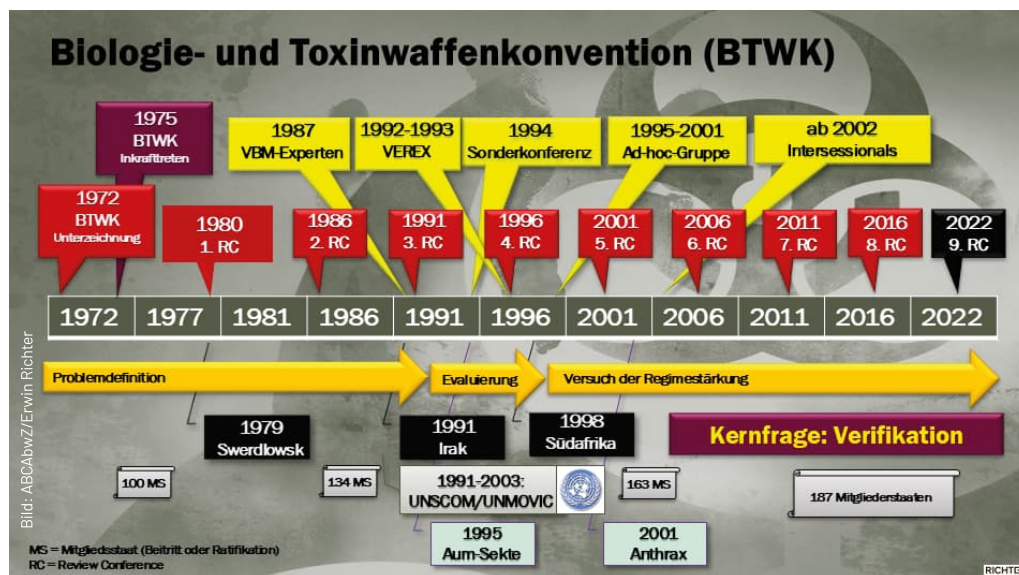 Biologie- und Toxinwaffenkonvention (BTWK)
1975
BTWK
Inkrafttreten
1987
VBM-Experten
1992-1993
VEREX
1994
Sonderkonferenz
1995-2001
Ad-hoc-Gruppe
ab 2002
Intersessionals
1972
BTWK
Unterzeichnung
1980
1. RC
1986
2. RC
1991
3. RC
1996
4. RC
2001
5. RC
2006
6. RC
2011
7. RC
2016
8. RC
2022
9. RC
1972 1977 1981 1986 1991 1996 2001 2006 2011 2016 2022
Problemdefinition
Evaluierung
Versuch der Regimestärkung
1979
Swerdlowsk
1991
Irak
1998
Südafrika
Kernfrage: Verifikation
100 MS
134 MS
1991-2003:
UNSCOM/UNMOVIC
163 MS
187 Mitgliederstaaten
1995
Aum-Sekte
2001
Anthrax
MS = Mitgliedsstaat (Beitritt oder Ratifikation)
RC = Review Conference
Bild: ABCAbwZ/Erwin Richter
RICHTE